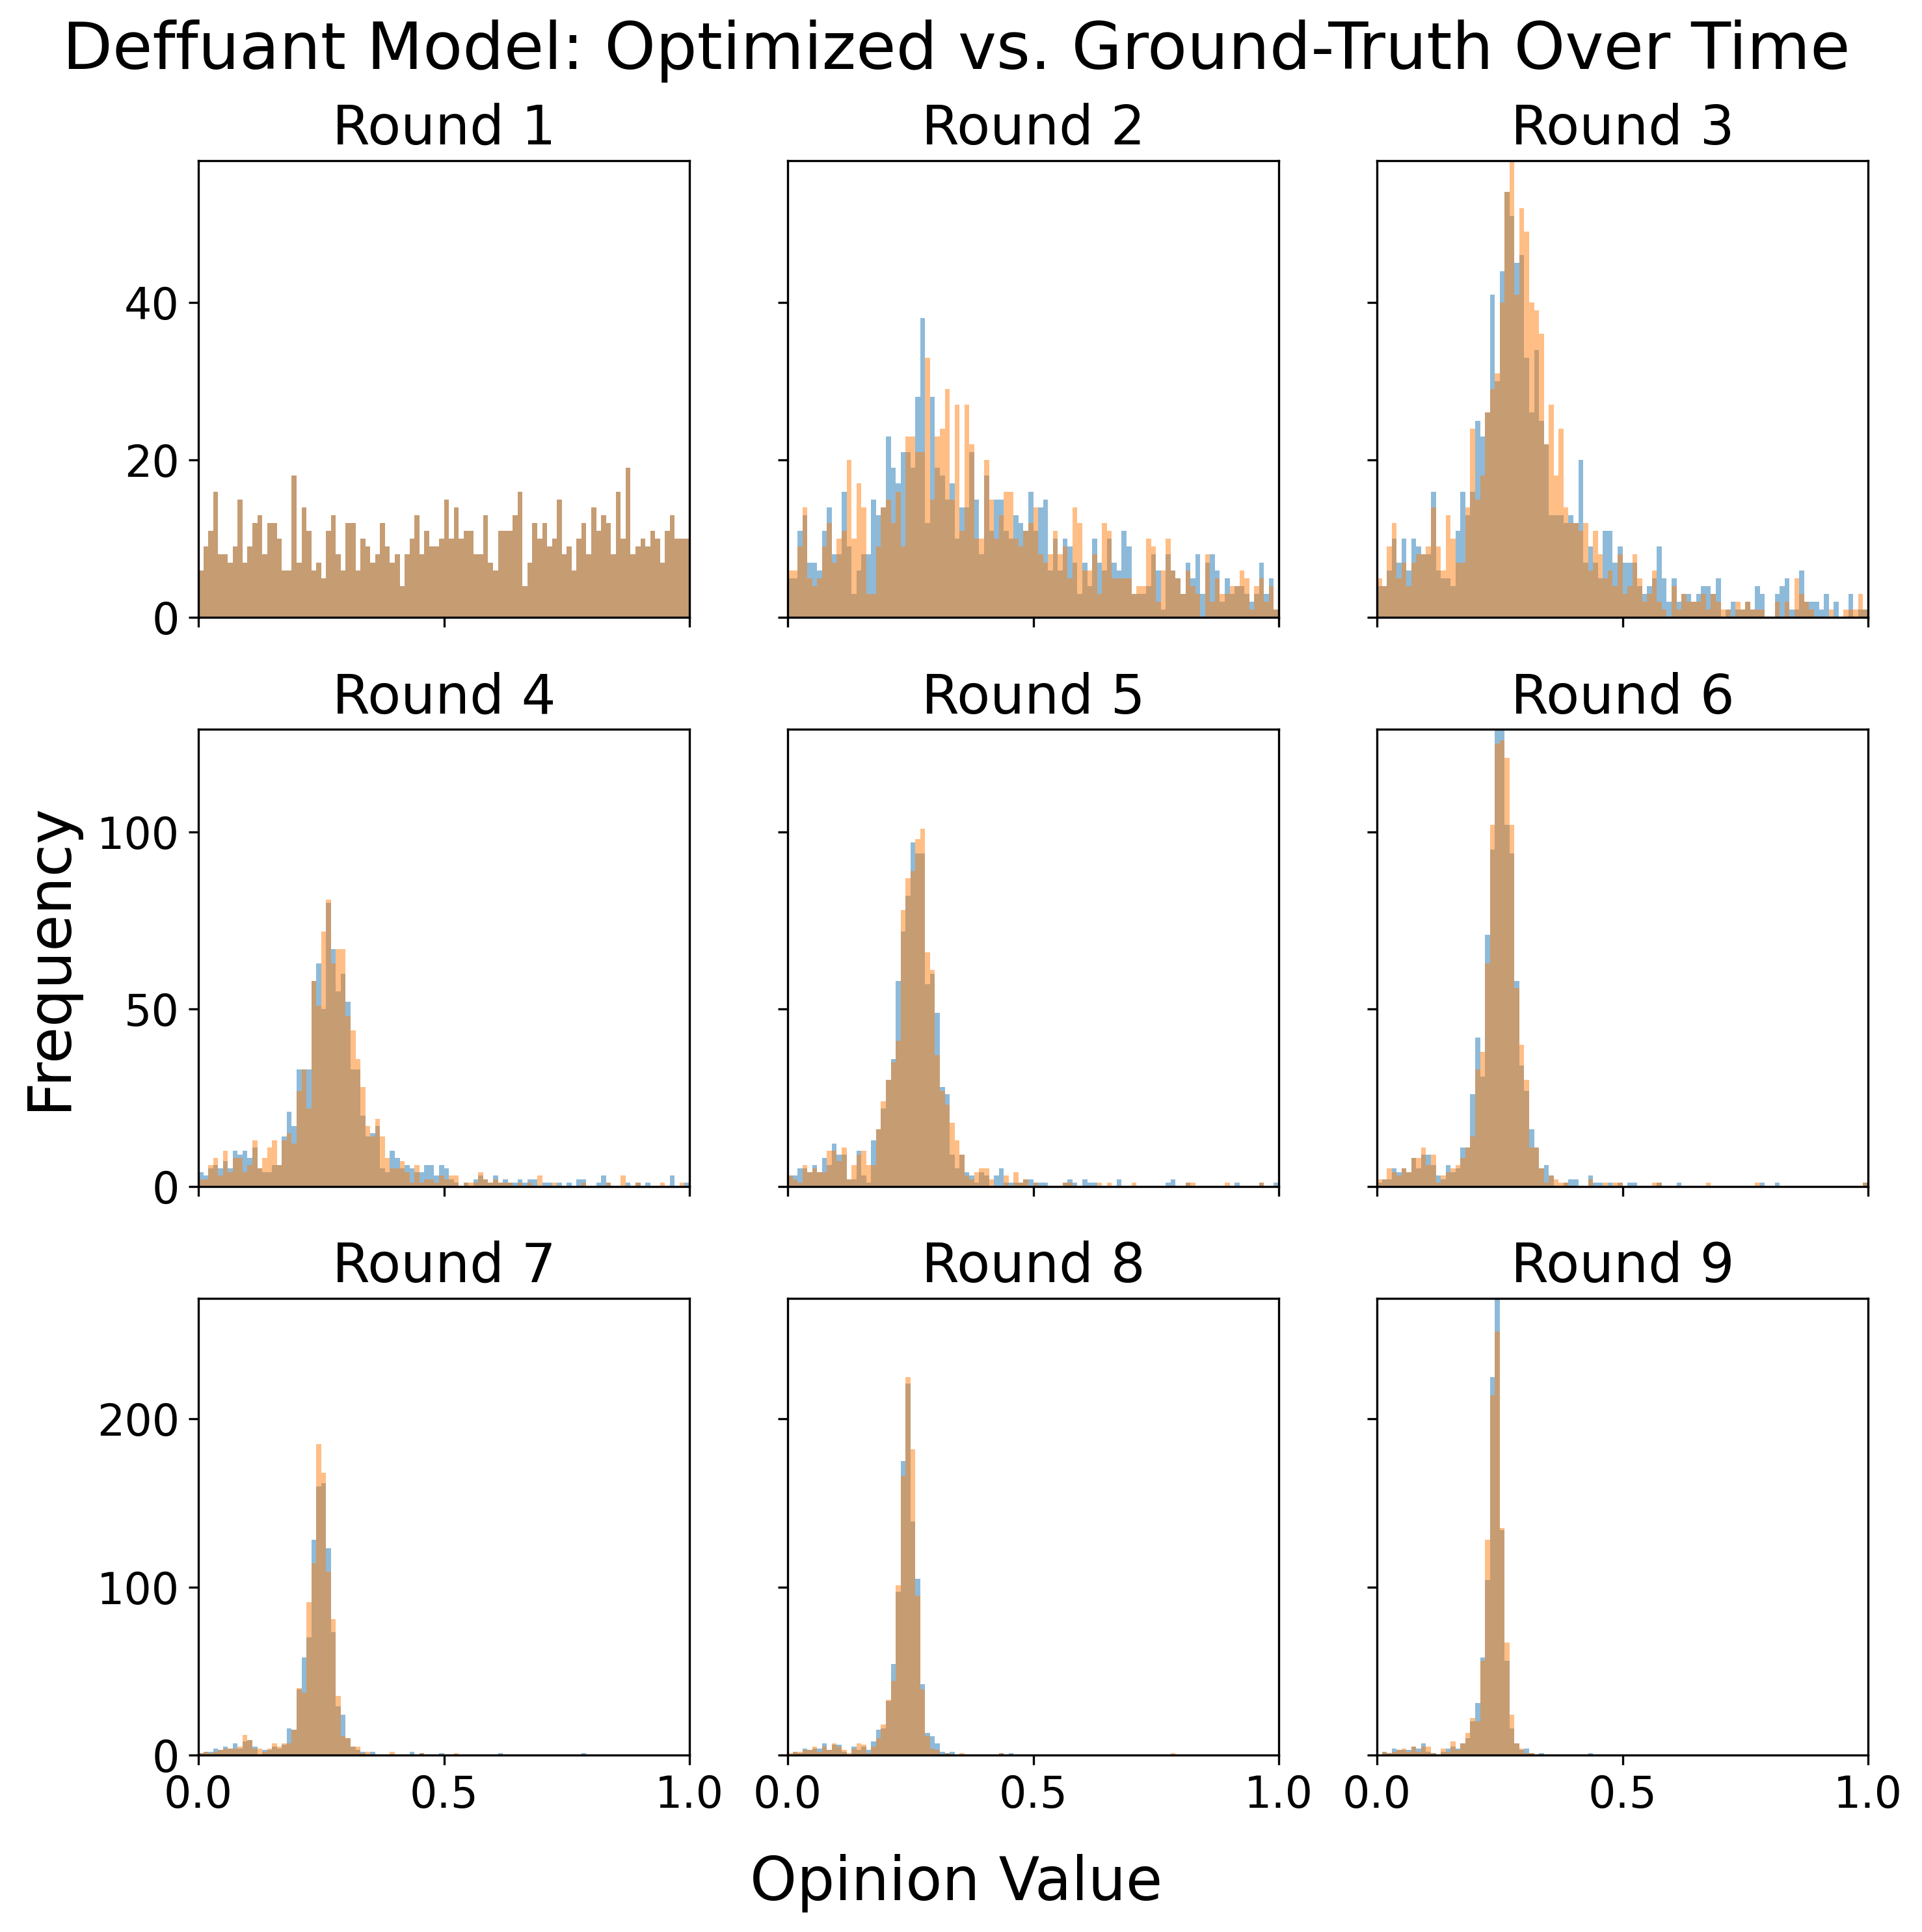 Deffuant Model: Optimized vs. Ground-Truth Over Time
Round 1
Round 2
Round 3
40
20
0
Round 4
Round 5
Round 6
Frequency
100
50
0
Round 7
Round 8
Round 9
200
100
0
0.0 0.5 1.0 0.0 0.5 1.0 0.0 0.5 1.0
Opinion Value